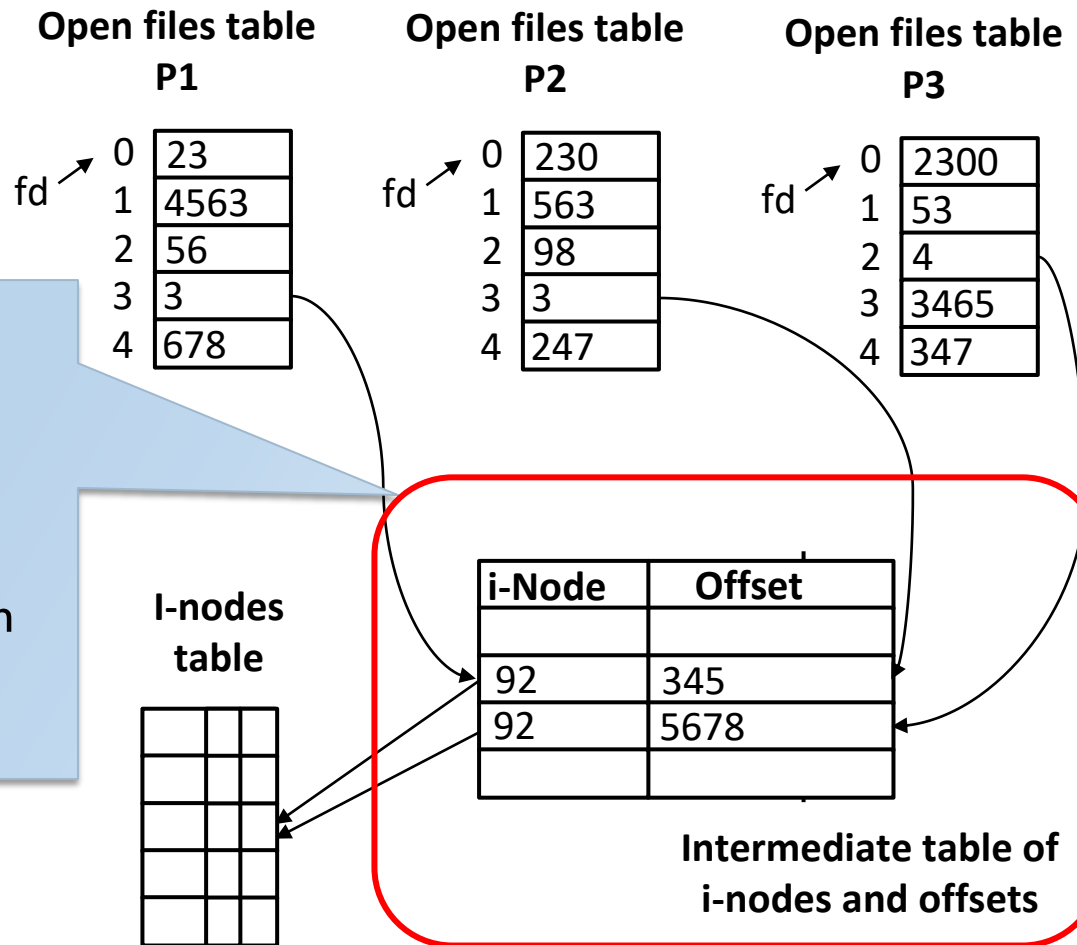 Open files table
P1
Open files table
P2
Open files table
P3
fd
0 23
1 4563
2 56
3 3
4 678
fd
0 230
1 563
2 98
3 3
4 247
fd
0 2300
1 53
2 4
3 3465
4 347
n
I-nodes
table
i-Node Offset
92 345
92 5678
Intermediate table of
i-nodes and offsets